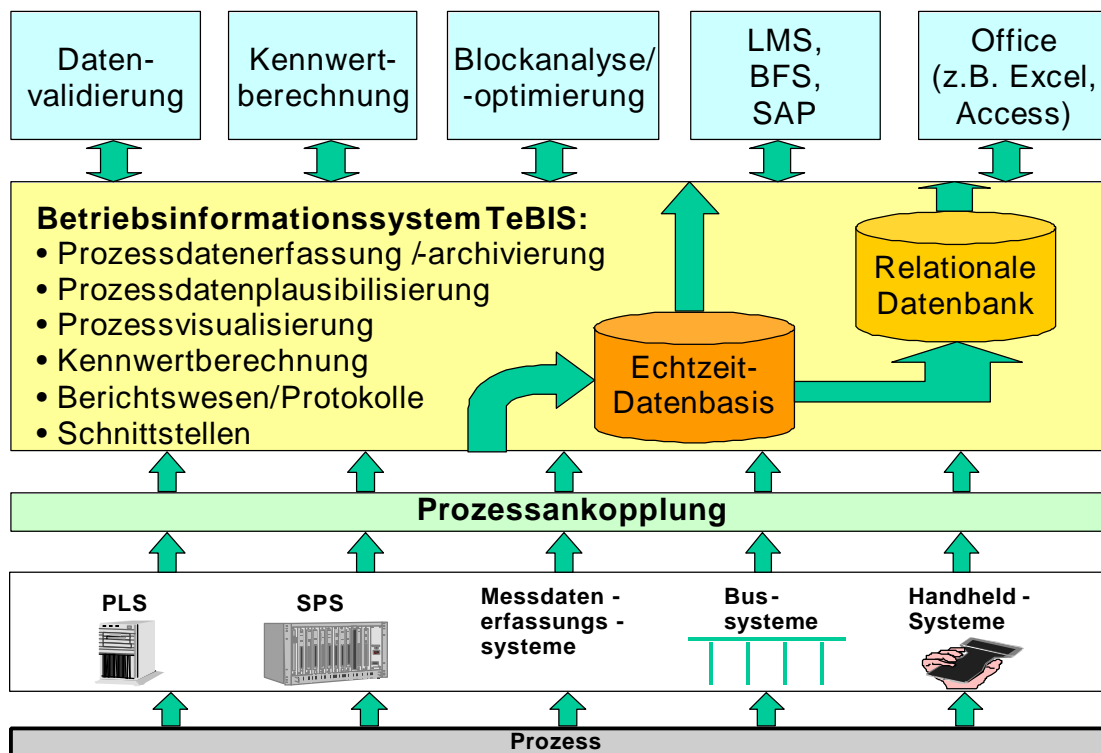 Daten-
validierung
Kennwert-
berechnung
Blockanalyse/
-optimierung
LMS,
BFS,
SAP
Office
(z.B. Excel,
Access)
Betriebsinformationssystem TeBIS:
• Prozessdatenerfassung /-archivierung
• Prozessdatenplausibilisierung
• Prozessvisualisierung
• Kennwertberechnung
• Berichtswesen/Protokolle
• Schnittstellen
Echtzeit-
Datenbasis
Relationale
Datenbank
Prozessankopplung
PLS
SPS
Messdaten -
erfassungs -
systeme
Bus -
systeme
Handheld -
Systeme
Prozess